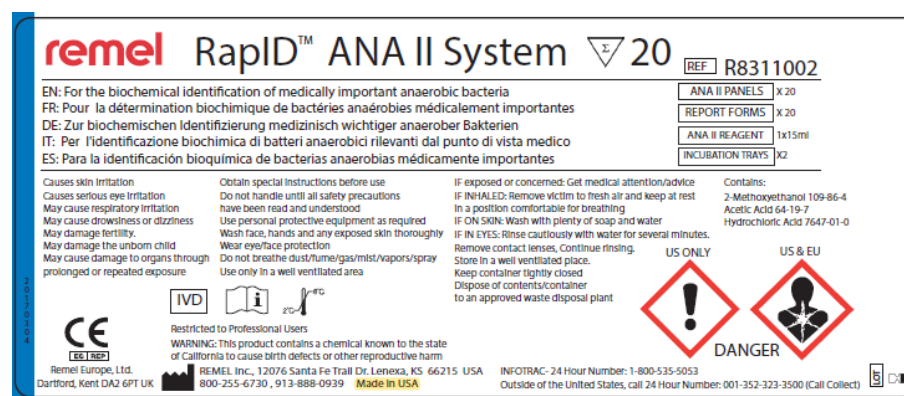 remel RapID™ ANA II System Σ 20 REF R8311002
EN: For the biochemical identification of medically important anaerobic bacteria
FR: Pour la détermination biochimique de bactéries anaérobies médicalement importantes
DE: Zur biochemischen Identifizierung medizinisch wichtiger anaerober Bakterien
IT: Per l'identificazione biochimica di batteri anaerobici rilevanti dal punto di vista medico
ES: Para la identificación bioquímica de bacterias anaerobias médicamente importantes
ANA II PANELS X 20
REPORT FORMS X 20
ANA II REAGENT 1x15ml
INCUBATION TRAYS X2
Causes skin irritation
Causes serious eye irritation
May cause respiratory irritation
May cause drowsiness or dizziness
May damage fertility.
May damage the unborn child
May cause damage to organs through
prolonged or repeated exposure
Obtain special instructions before use
Do not handle until all safety precautions
have been read and understood
Use personal protective equipment as required
Wash face, hands and any exposed skin thoroughly
Wear eye/face protection
Do not breathe dust/fume/gas/mist/vapors/spray
Use only in a well ventilated area
IF exposed or concerned: Get medical attention/advice
IF INHALED: Remove victim to fresh air and keep at rest
in a position comfortable for breathing
IF ON SKIN: Wash with plenty of soap and water
IF IN EYES: Rinse cautiously with water for several minutes.
Remove contact lenses, Continue rinsing.
Store in a well ventilated place.
Keep container tightly closed
Dispose of contents/container
to an approved waste disposal plant
Contains:
2-Methoxyethanol 109-86-4
Acetic Acid 64-19-7
Hydrochloric Acid 7647-01-0
US ONLY
US & EU
DANGER
20170304
IVD
i
2°C
8°C
CE
EC REP
Remel Europe, Ltd.
Dartford, Kent DA2 6PT UK
Restricted to Professional Users
WARNING: This product contains a chemical known to the state
of California to cause birth defects or other reproductive harm
REMEL Inc., 12076 Santa Fe Trail Dr. Lenexa, KS 66215 USA
800-255-6730 , 913-888-0939 Made in USA
INFOTRAC- 24 Hour Number: 1-800-535-5053
Outside of the United States, call 24 Hour Number: 001-352-323-3500 (Call Collect)
LOT